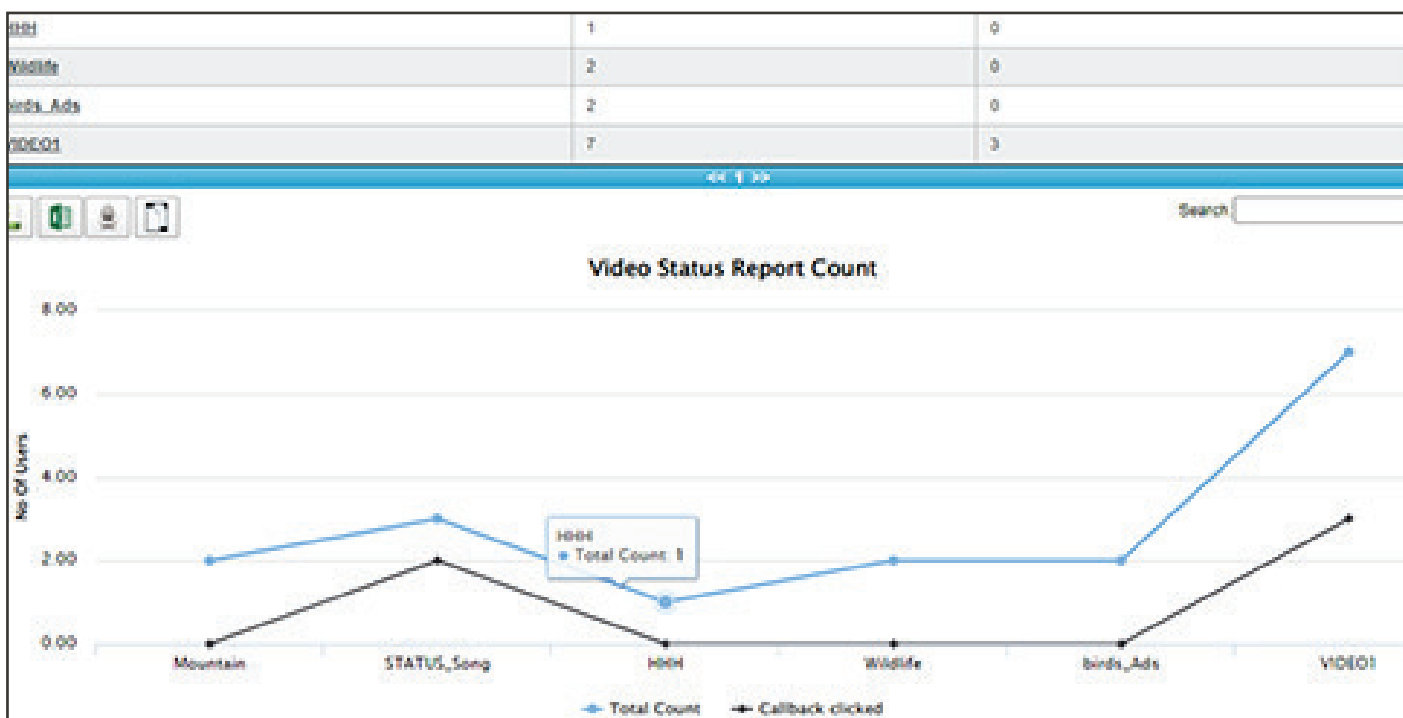 HHH 1 0
Wildlife 2 0
birds_Ads 2 0
VIDEO1 7 3
<< 1 >>
Search
Video Status Report Count
8.00
6.00
4.00
2.00
0.00
No Of Users
HHH
Total Count: 1
Mountain STATUS_Song HHH Wildlife birds_Ads VIDEO1
Total Count Callback clicked